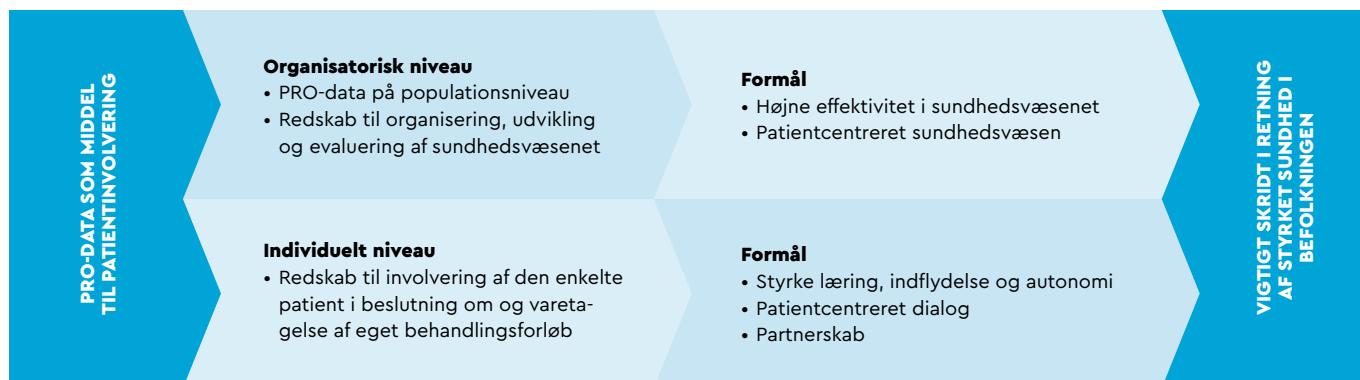 PRO-DATA SOM MIDDEL
TIL PATIENTINVOLVERING
Organisatorisk niveau
• PRO-data på populationsniveau
• Redskab til organisering, udvikling
og evaluering af sundhedsvæsenet
Formål
• Højne effektivitet i sundhedsvæsenet
• Patientcentreret sundhedsvæsen
Individuelt niveau
• Redskab til involvering af den enkelte
patient i beslutning om og vareta-
gelse af eget behandlingsforløb
Formål
• Styrke læring, indflydelse og autonomi
• Patientcentreret dialog
• Partnerskab
VIGTIGT SKRIDT I RETNING
AF STYRKET SUNDHED I
BEFOLKNINGEN